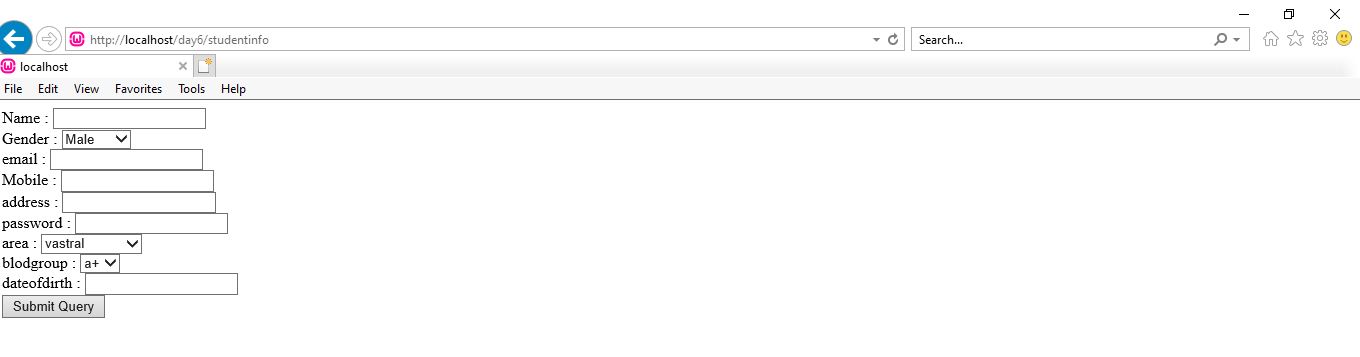 http://localhost/day6/studentinfo
Search...
localhost
File Edit View Favorites Tools Help
Name :
Gender : Male
email :
Mobile :
address :
password :
area : vastral
blodgroup : a+
dateofdirth :
Submit Query